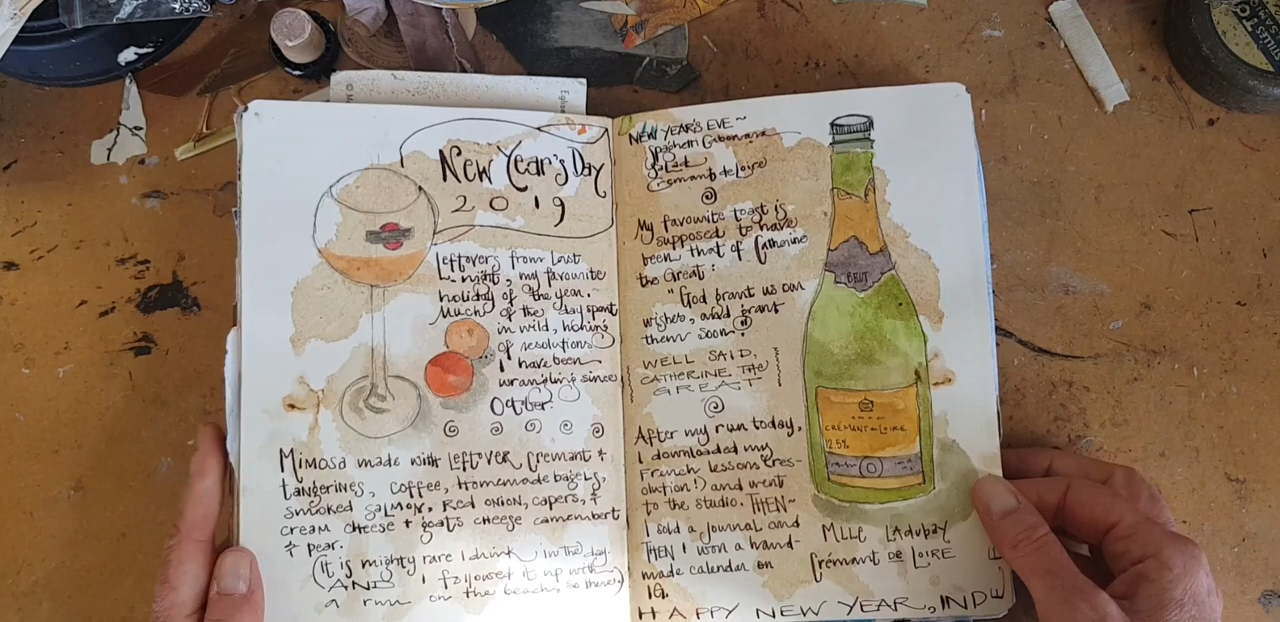 New Year's Day
2019
Leftovers from last
night, my favourite
holiday of the year.
Much of the day spent
in wild, honing
of resolutions
I have been
wrangling since
October.
Mimosa made with leftover cremant +
tangerines, coffee, homemade bagels,
smoked salmon, red onion, capers, +
cream cheese + goats cheese camembert
+ pear.
(It is mighty rare I drink in the day.
AND I followed it up with
a run on the beach, so there!)
NEW YEAR'S EVE ~
Spaghetti Carbonara
Salad
Crémant de Loire
My favourite toast is
supposed to have
been that of Catherine
the Great:
"God grant us our
wishes, and grant
them soon"!
WELL SAID,
CATHERINE THE
GREAT
After my run today,
I downloaded my
French lessons (res-
olution!) and went
to the studio. THEN~
I sold a journal and
THEN I won a hand-
made calendar on
IG.
BRUT
CRÉMANT de LOIRE
12.5%
Mlle Ladubay
Crémant DE LOIRE
HAPPY NEW YEAR, INDEE